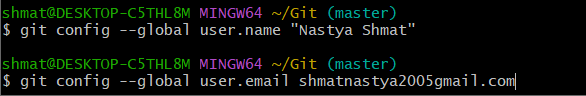 shmat@DESKTOP-C5THL8M MINGW64 ~/Git (master)
$ git config --global user.name "Nastya Shmat"
shmat@DESKTOP-C5THL8M MINGW64 ~/Git (master)
$ git config --global user.email shmatnastya2005gmail.com